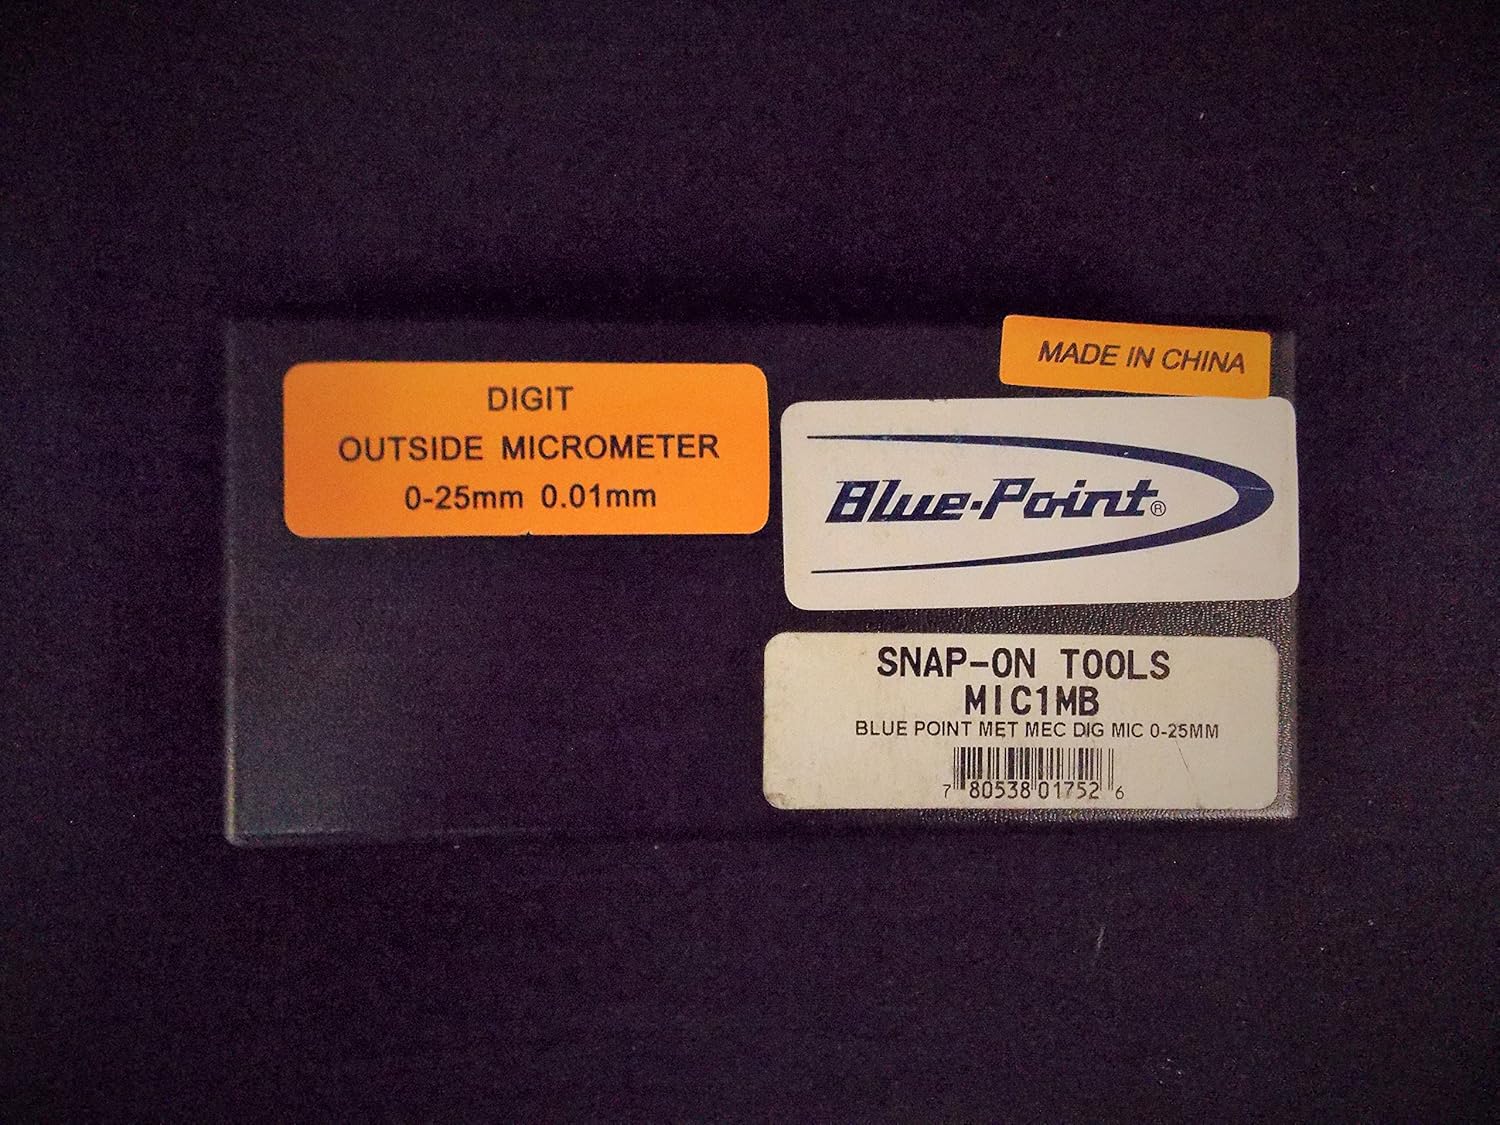 DIGIT
OUTSIDE MICROMETER
0-25mm 0.01mm
MADE IN CHINA
Blue-Point®
SNAP-ON TOOLS
MIC1MB
BLUE POINT MET MEC DIG MIC 0-25MM
7 80538 01752 6